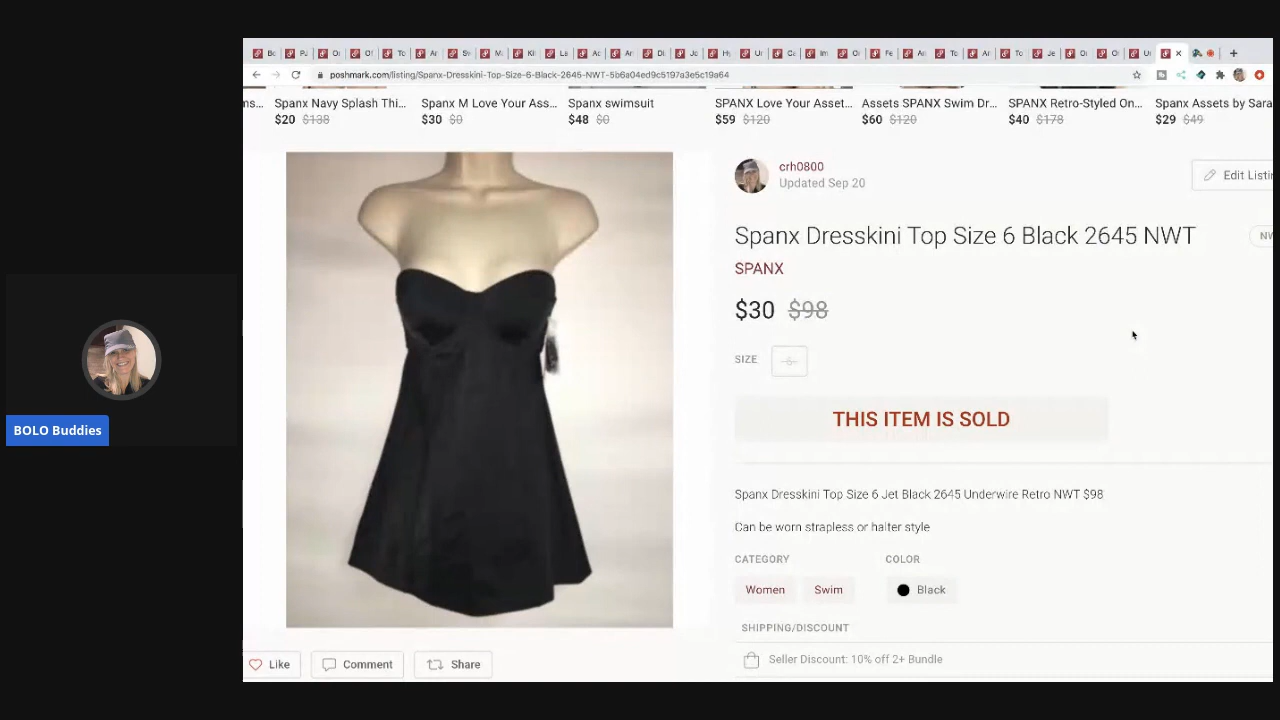 poshmark.com/listing/Spanx-Dresskini-Top-Size-6-Black-2645-NWT-5b6a04ed9c5197a3e5c19a64
Spanx Navy Splash Thi... Spanx M Love Your Ass... Spanx swimsuit SPANX Love Your Asset... Assets SPANX Swim Dr... SPANX Retro-Styled On... Spanx Assets by Sara
$20 $138 $30 $0 $48 $0 $59 $120 $60 $120 $40 $178 $29 $49
crh0800
Updated Sep 20
Edit Listin
Spanx Dresskini Top Size 6 Black 2645 NWT
SPANX
$30 $98
SIZE 6
THIS ITEM IS SOLD
BOLO Buddies
Spanx Dresskini Top Size 6 Jet Black 2645 Underwire Retro NWT $98
Can be worn strapless or halter style
CATEGORY COLOR
Women Swim Black
SHIPPING/DISCOUNT
Seller Discount: 10% off 2+ Bundle
Like Comment Share